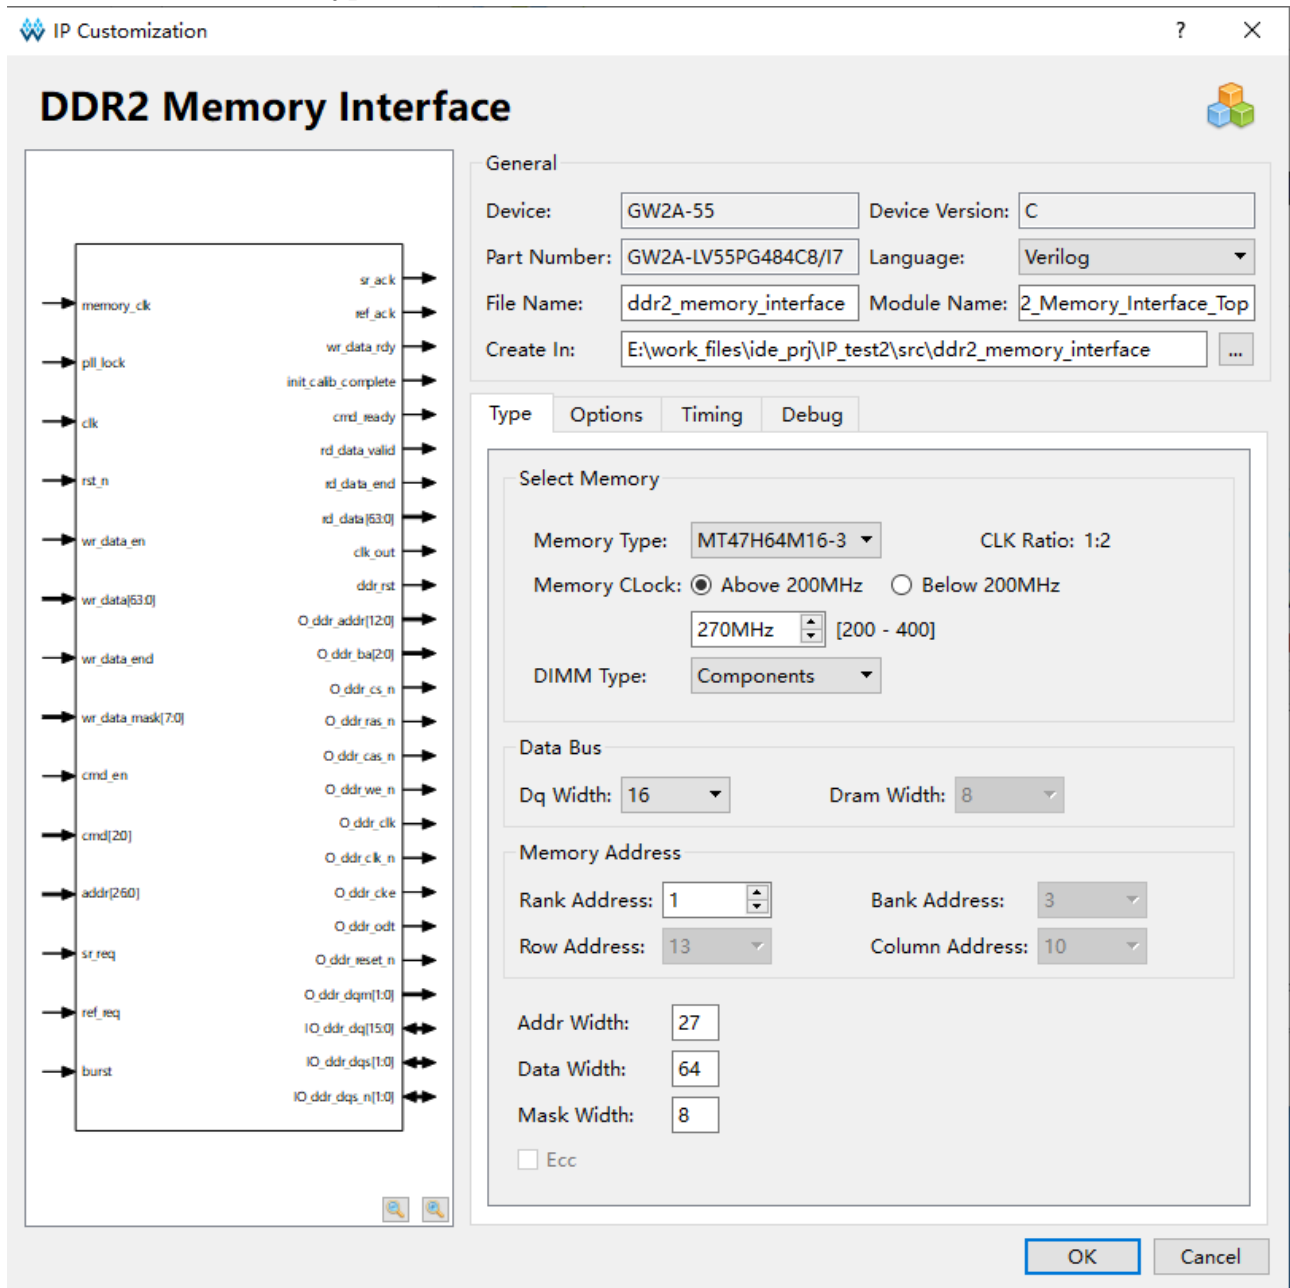 IP Customization
?
DDR2 Memory Interface
memory_clk
pll_lock
clk
rst_n
wr_data_en
wr_data[63:0]
wr_data_end
wr_data_mask[7:0]
cmd_en
cmd[2:0]
addr[26:0]
sr_req
ref_req
burst
sr_ack
ref_ack
wr_data_rdy
init_calib_complete
cmd_ready
rd_data_valid
rd_data_end
rd_data[63:0]
clk_out
ddr_rst
O_ddr_addr[12:0]
O_ddr_ba[2:0]
O_ddr_cs_n
O_ddr_ras_n
O_ddr_cas_n
O_ddr_we_n
O_ddr_clk
O_ddr_clk_n
O_ddr_cke
O_ddr_odt
O_ddr_reset_n
O_ddr_dqm[1:0]
IO_ddr_dq[15:0]
IO_ddr_dqs[1:0]
IO_ddr_dqs_n[1:0]
General
Device: GW2A-55 Device Version: C
Part Number: GW2A-LV55PG484C8/I7 Language: Verilog
File Name: ddr2_memory_interface Module Name: 2_Memory_Interface_Top
Create In: E:\work_files\ide_prj\IP_test2\src\ddr2_memory_interface ...
Type Options Timing Debug
Select Memory
Memory Type: MT47H64M16-3 CLK Ratio: 1:2
Memory CLock: Above 200MHz Below 200MHz
270MHz [200 - 400]
DIMM Type: Components
Data Bus
Dq Width: 16 Dram Width: 8
Memory Address
Rank Address: 1 Bank Address: 3
Row Address: 13 Column Address: 10
Addr Width: 27
Data Width: 64
Mask Width: 8
Ecc
OK Cancel